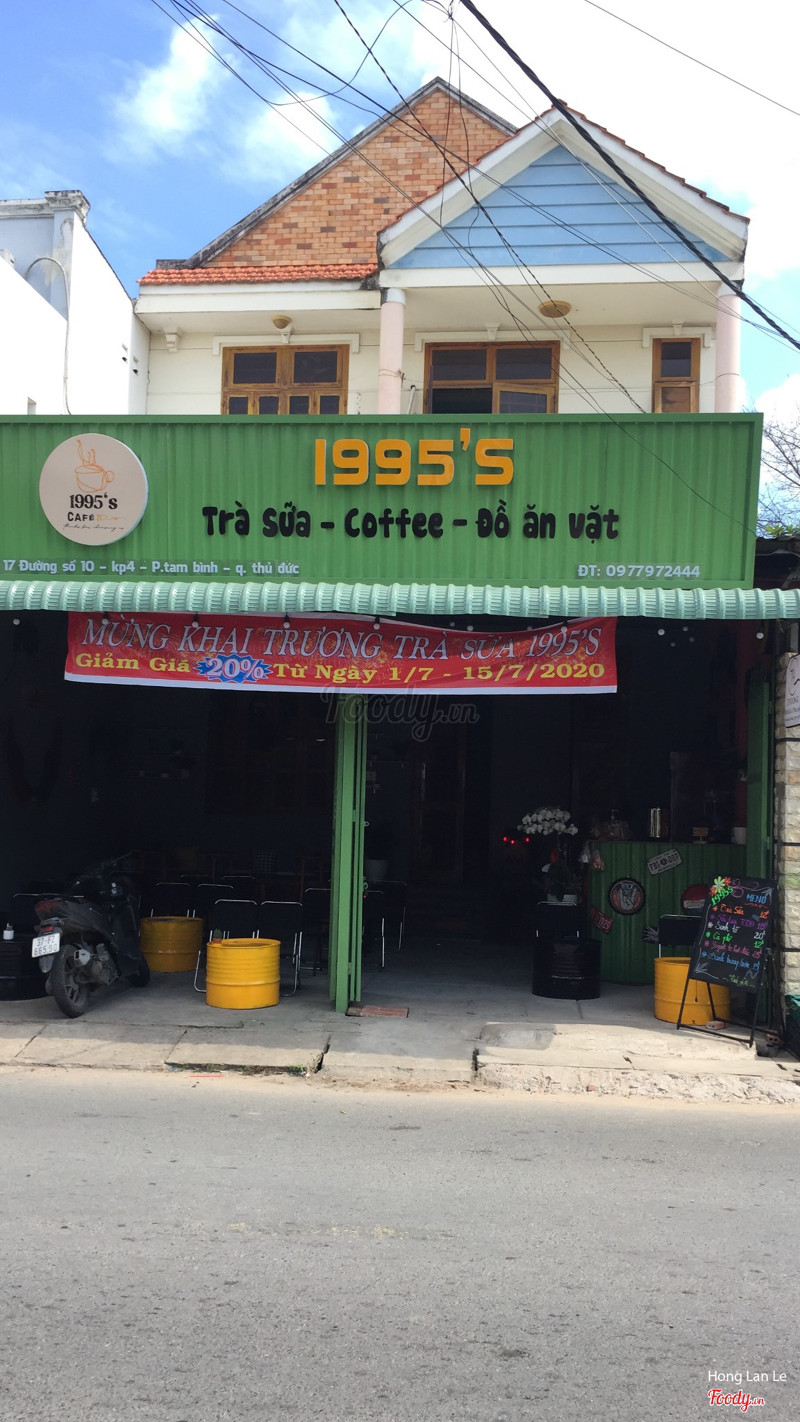 1995'S
Trà Sữa - Coffee - Đồ ăn vặt
1995's
CAFÉ
17 Đường số 10 - kp4 - P.tam bình - q. thủ đức
ĐT: 0977972444
MỪNG KHAI TRƯƠNG TRÀ SỮA 1995'S
Giảm Giá 20% Từ Ngày 1/7 - 15/7/2020
Foody.vn
1995's MENU
Hong Lan Le
Foody.vn